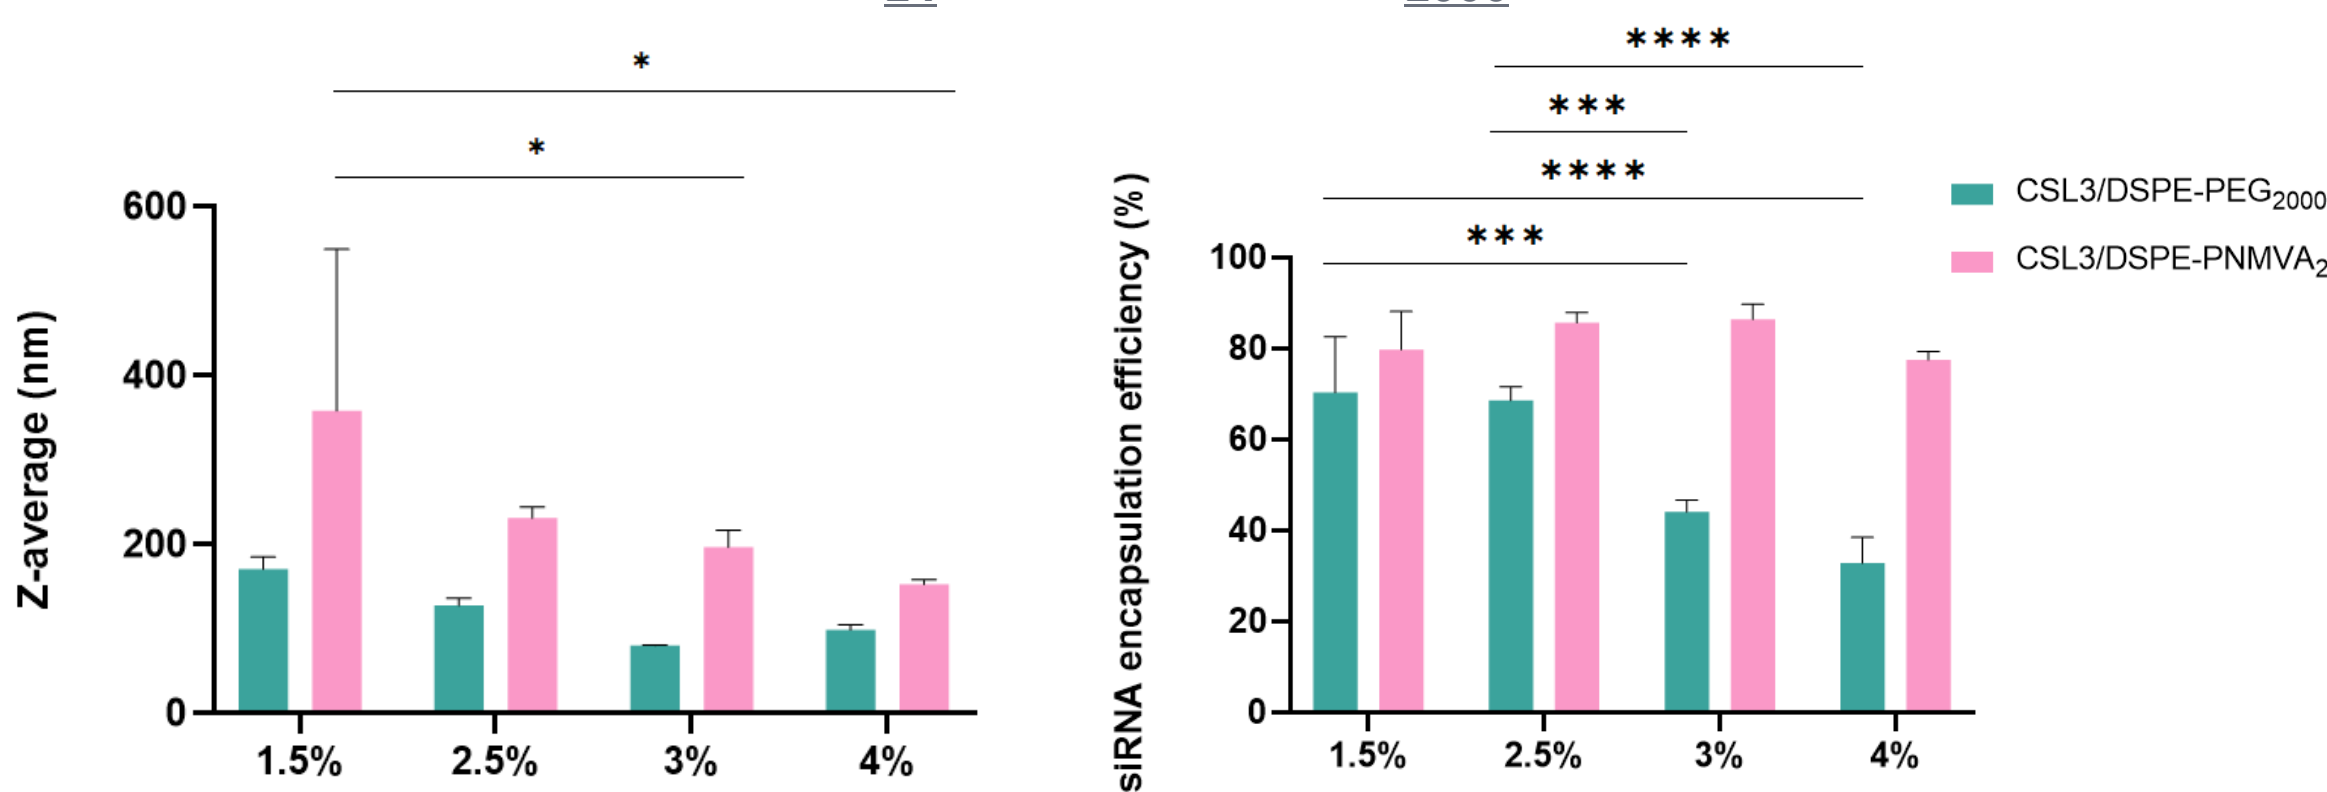 *
*
600
400
200
0
Z-average (nm)
1.5% 2.5% 3% 4%
****
***
****
***
100
80
60
40
20
0
siRNA encapsulation efficiency (%)
1.5% 2.5% 3% 4%
CSL3/DSPE-PEG2000
CSL3/DSPE-PNMVA2